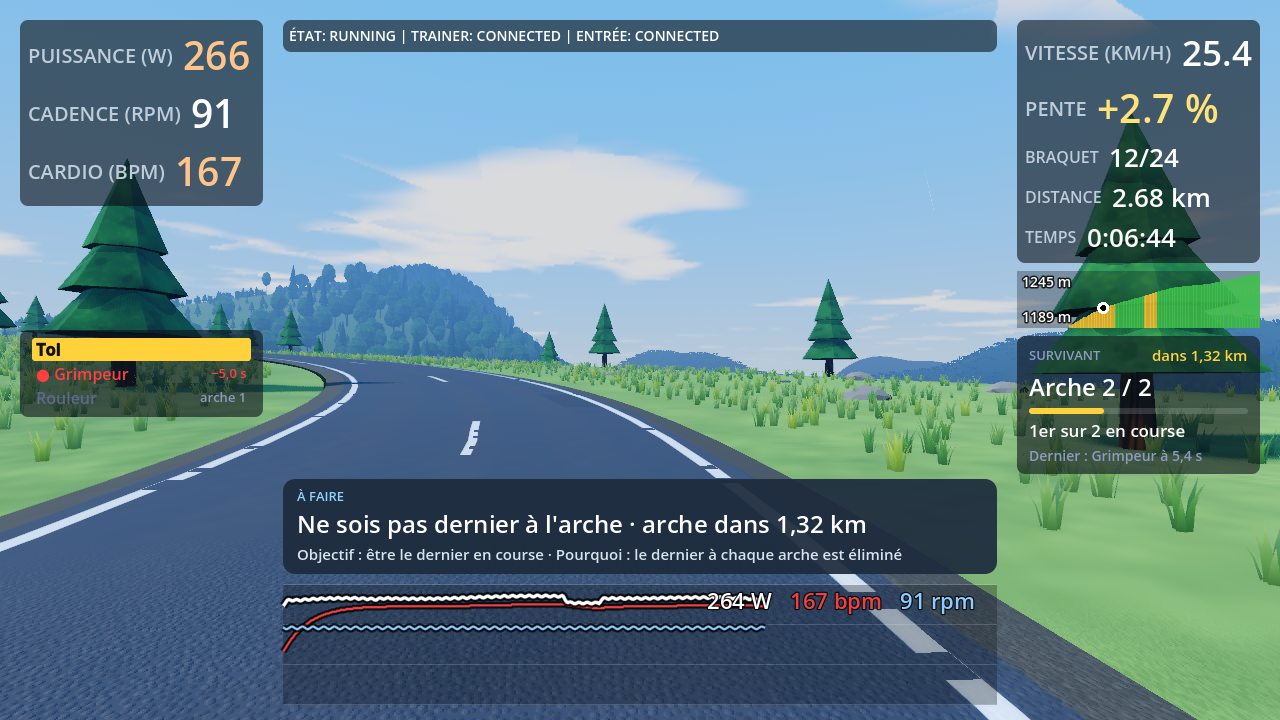 PUISSANCE (W) 266
CADENCE (RPM) 91
CARDIO (BPM) 167
ÉTAT: RUNNING | TRAINER: CONNECTED | ENTRÉE: CONNECTED
VITESSE (KM/H) 25.4
PENTE +2.7 %
BRAQUET 12/24
DISTANCE 2.68 km
TEMPS 0:06:44
1245 m
1189 m
Toi
Grimpeur −5,0 s
Rouleur arche 1
SURVIVANT dans 1,32 km
Arche 2 / 2
1er sur 2 en course
Dernier : Grimpeur à 5,4 s
À FAIRE
Ne sois pas dernier à l'arche · arche dans 1,32 km
Objectif : être le dernier en course · Pourquoi : le dernier à chaque arche est éliminé
264 W 167 bpm 91 rpm